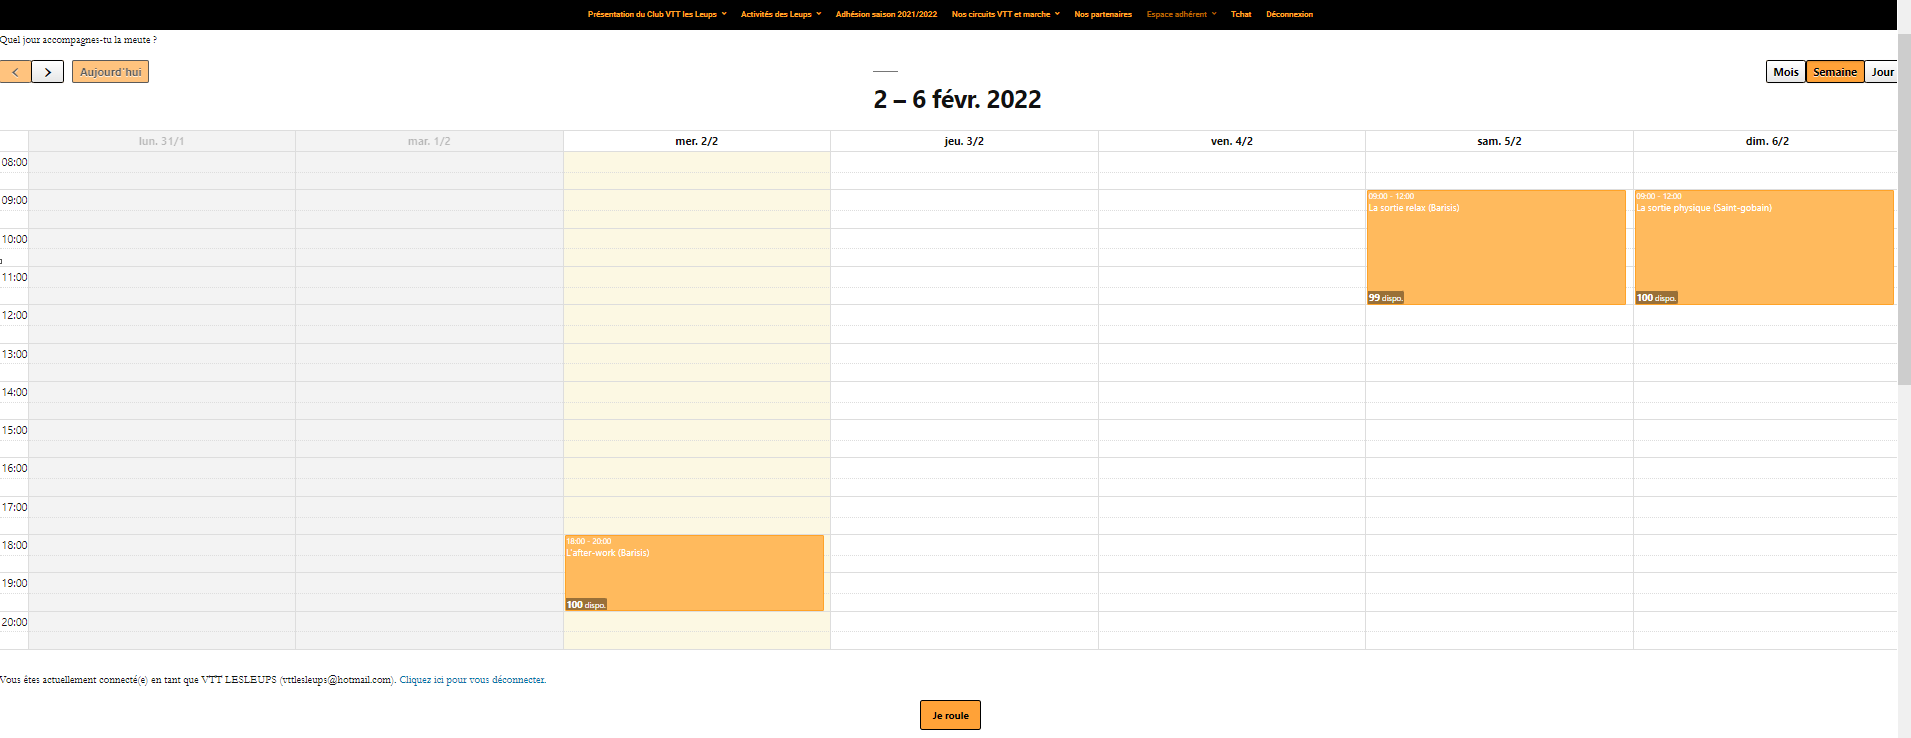 Présentation du Club VTT les Leups Activités des Leups Adhésion saison 2021/2022 Nos circuits VTT et marche Nos partenaires Espace adhérent Tchat Déconnexion
Quel jour accompagnes-tu la meute ?
Aujourd'hui
Mois Semaine Jour
2 – 6 févr. 2022
lun. 31/1 mar. 1/2 mer. 2/2 jeu. 3/2 ven. 4/2 sam. 5/2 dim. 6/2
08:00
09:00
09:00 - 12:00
La sortie relax (Barisis)
99 dispo.
09:00 - 12:00
La sortie physique (Saint-gobain)
100 dispo.
10:00
11:00
12:00
13:00
14:00
15:00
16:00
17:00
18:00
18:00 - 20:00
L'after-work (Barisis)
100 dispo.
19:00
20:00
Vous êtes actuellement connecté(e) en tant que VTT LESLEUPS (vttlesleups@hotmail.com). Cliquez ici pour vous déconnecter.
Je roule